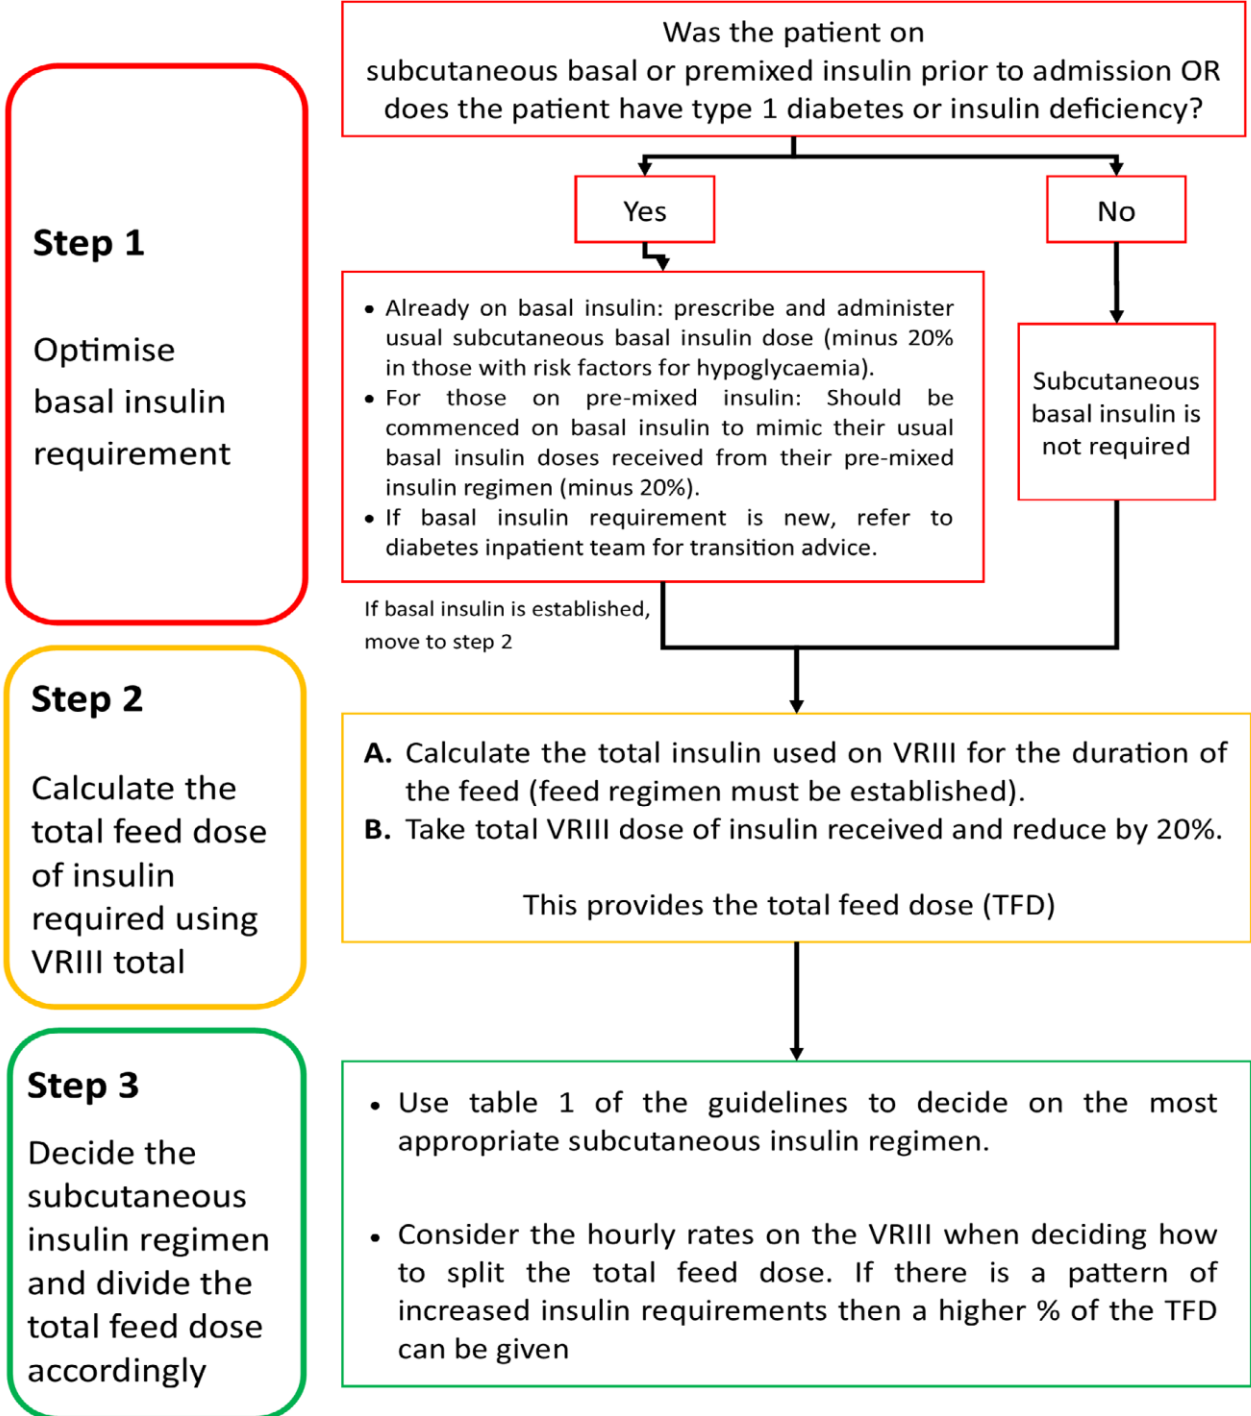 Was the patient on
subcutaneous basal or premixed insulin prior to admission OR
does the patient have type 1 diabetes or insulin deficiency?
Yes
No
Step 1
Optimise
basal insulin
requirement
• Already on basal insulin: prescribe and administer
usual subcutaneous basal insulin dose (minus 20%
in those with risk factors for hypoglycaemia).
• For those on pre-mixed insulin: Should be
commenced on basal insulin to mimic their usual
basal insulin doses received from their pre-mixed
insulin regimen (minus 20%).
• If basal insulin requirement is new, refer to
diabetes inpatient team for transition advice.
Subcutaneous
basal insulin is
not required
If basal insulin is established,
move to step 2
Step 2
Calculate the
total feed dose
of insulin
required using
VRIII total
A. Calculate the total insulin used on VRIII for the duration of
the feed (feed regimen must be established).
B. Take total VRIII dose of insulin received and reduce by 20%.
This provides the total feed dose (TFD)
Step 3
Decide the
subcutaneous
insulin regimen
and divide the
total feed dose
accordingly
• Use table 1 of the guidelines to decide on the most
appropriate subcutaneous insulin regimen.
• Consider the hourly rates on the VRIII when deciding how
to split the total feed dose. If there is a pattern of
increased insulin requirements then a higher % of the TFD
can be given